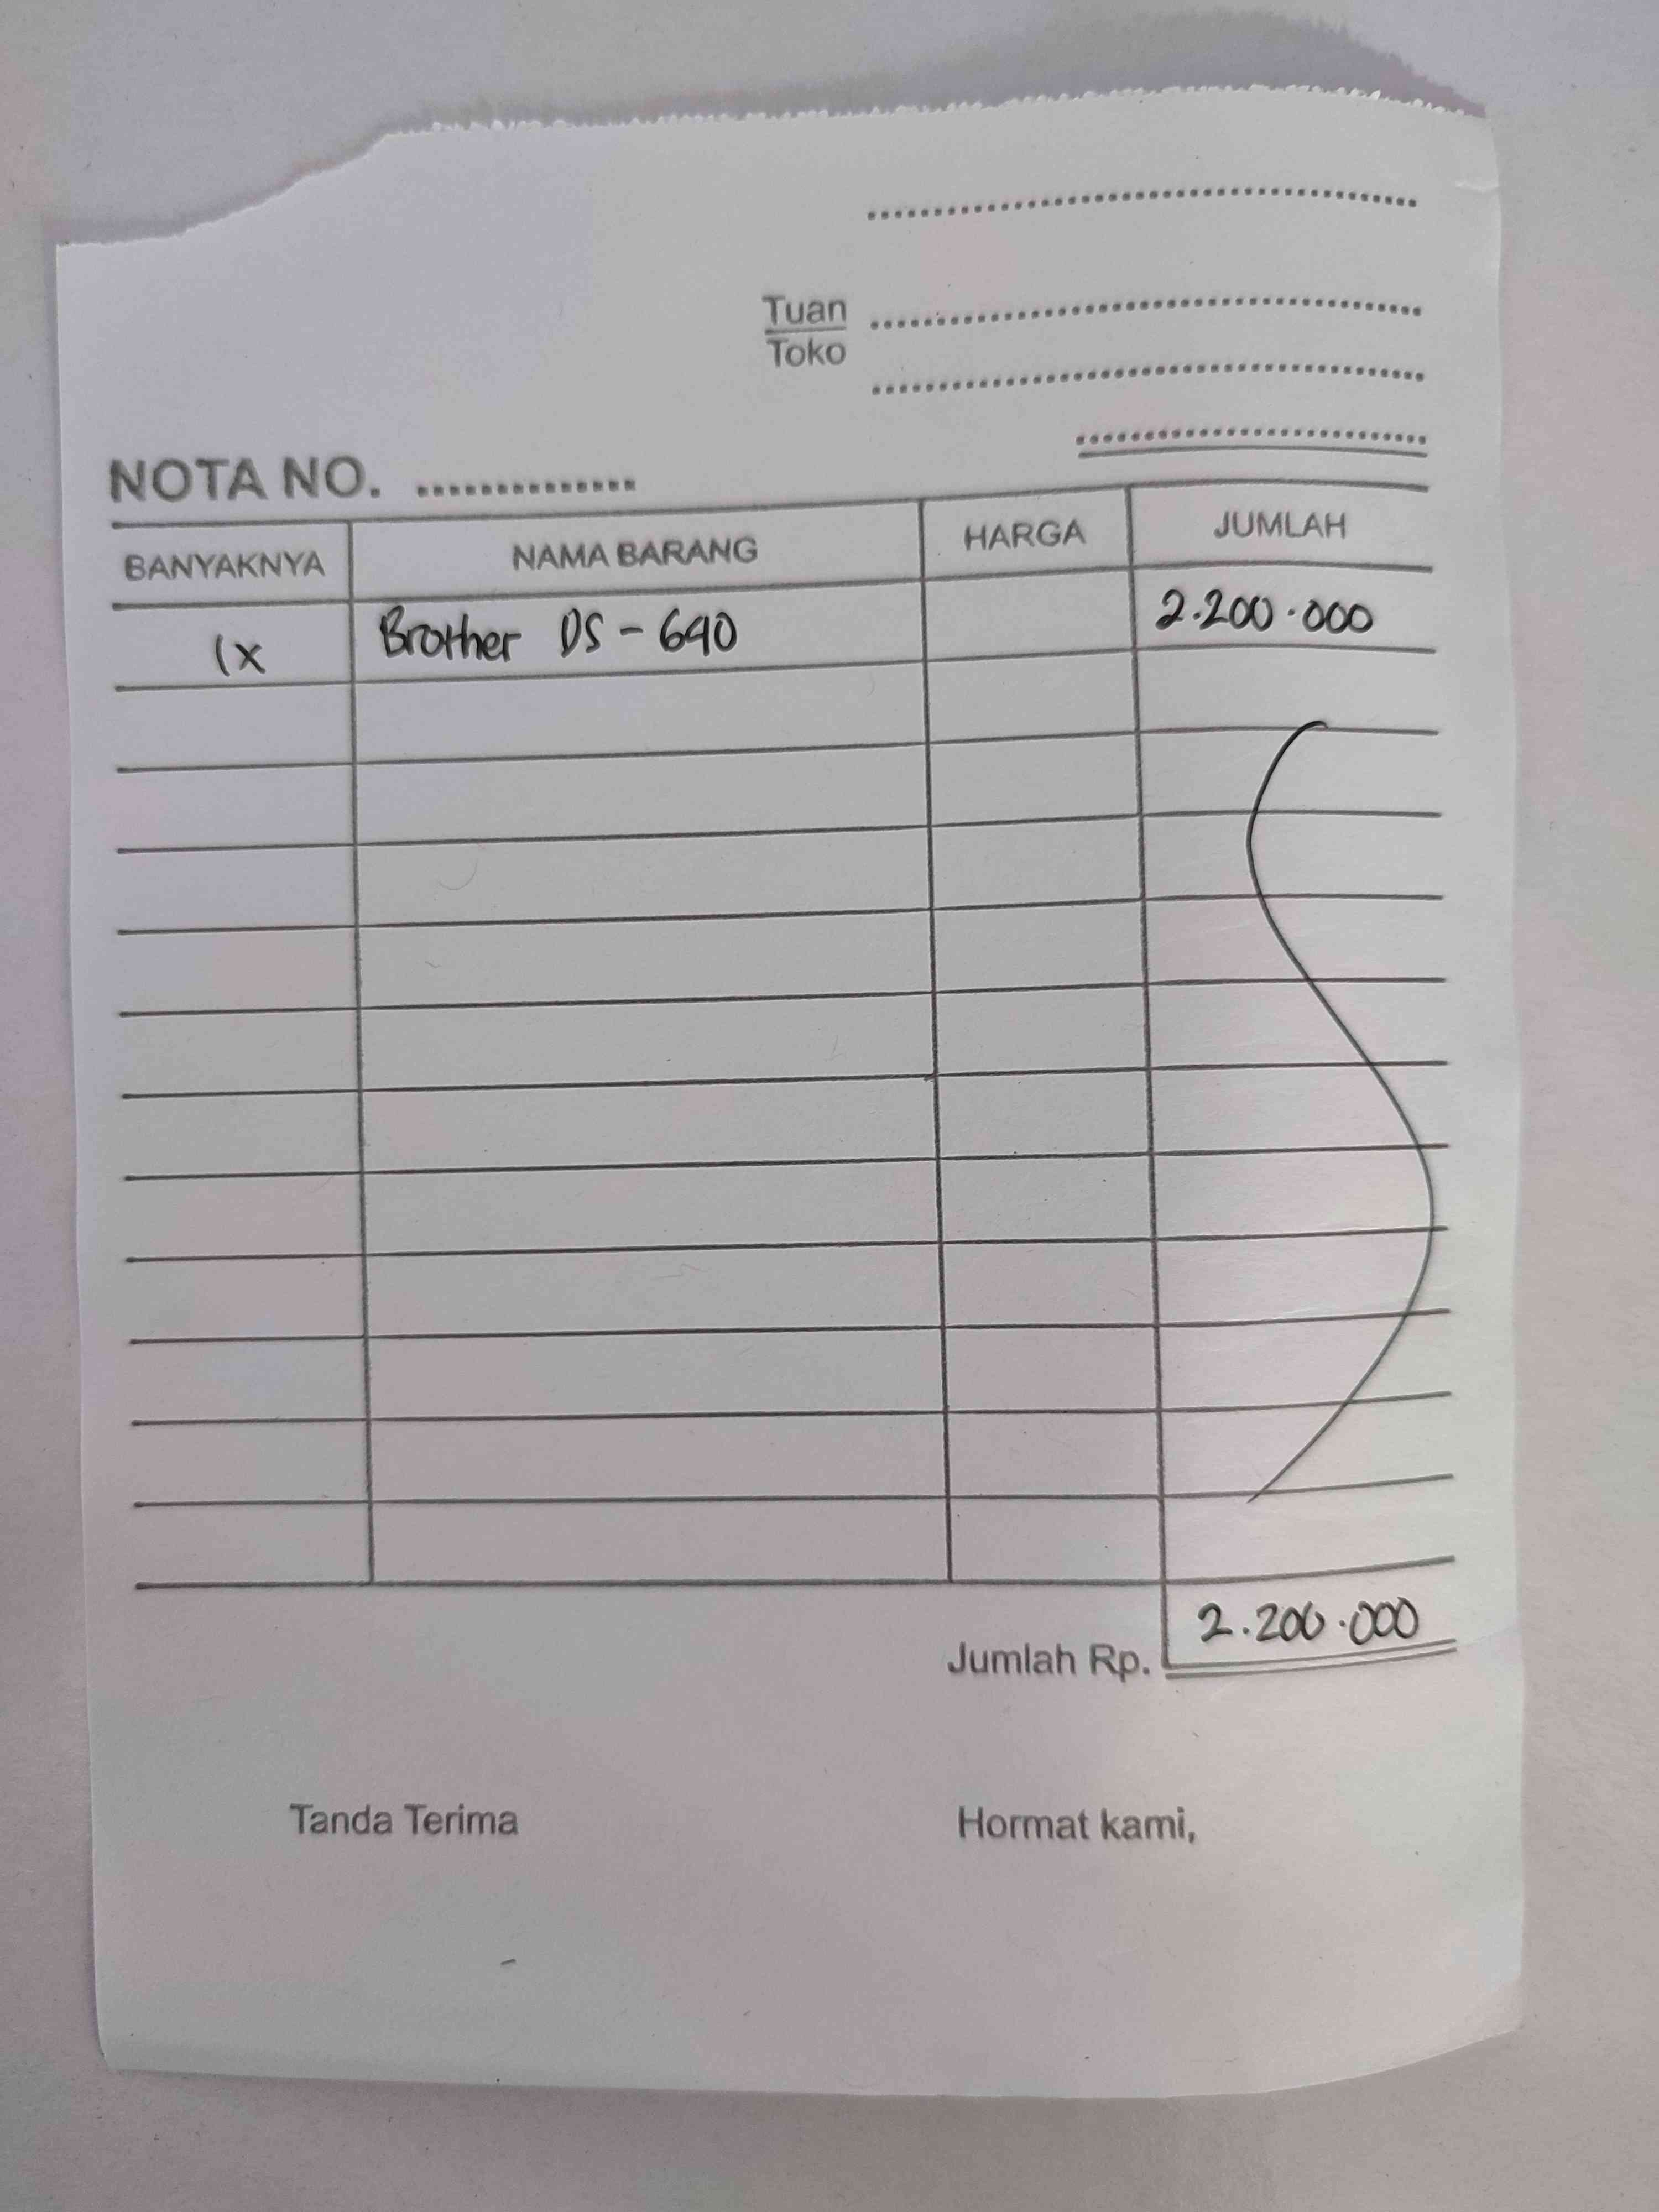 Tuan
Toko
NOTA NO.
BANYAKNYA NAMA BARANG HARGA JUMLAH
1x Brother DS - 640 2.200.000
Jumlah Rp. 2.200.000
Tanda Terima Hormat kami,